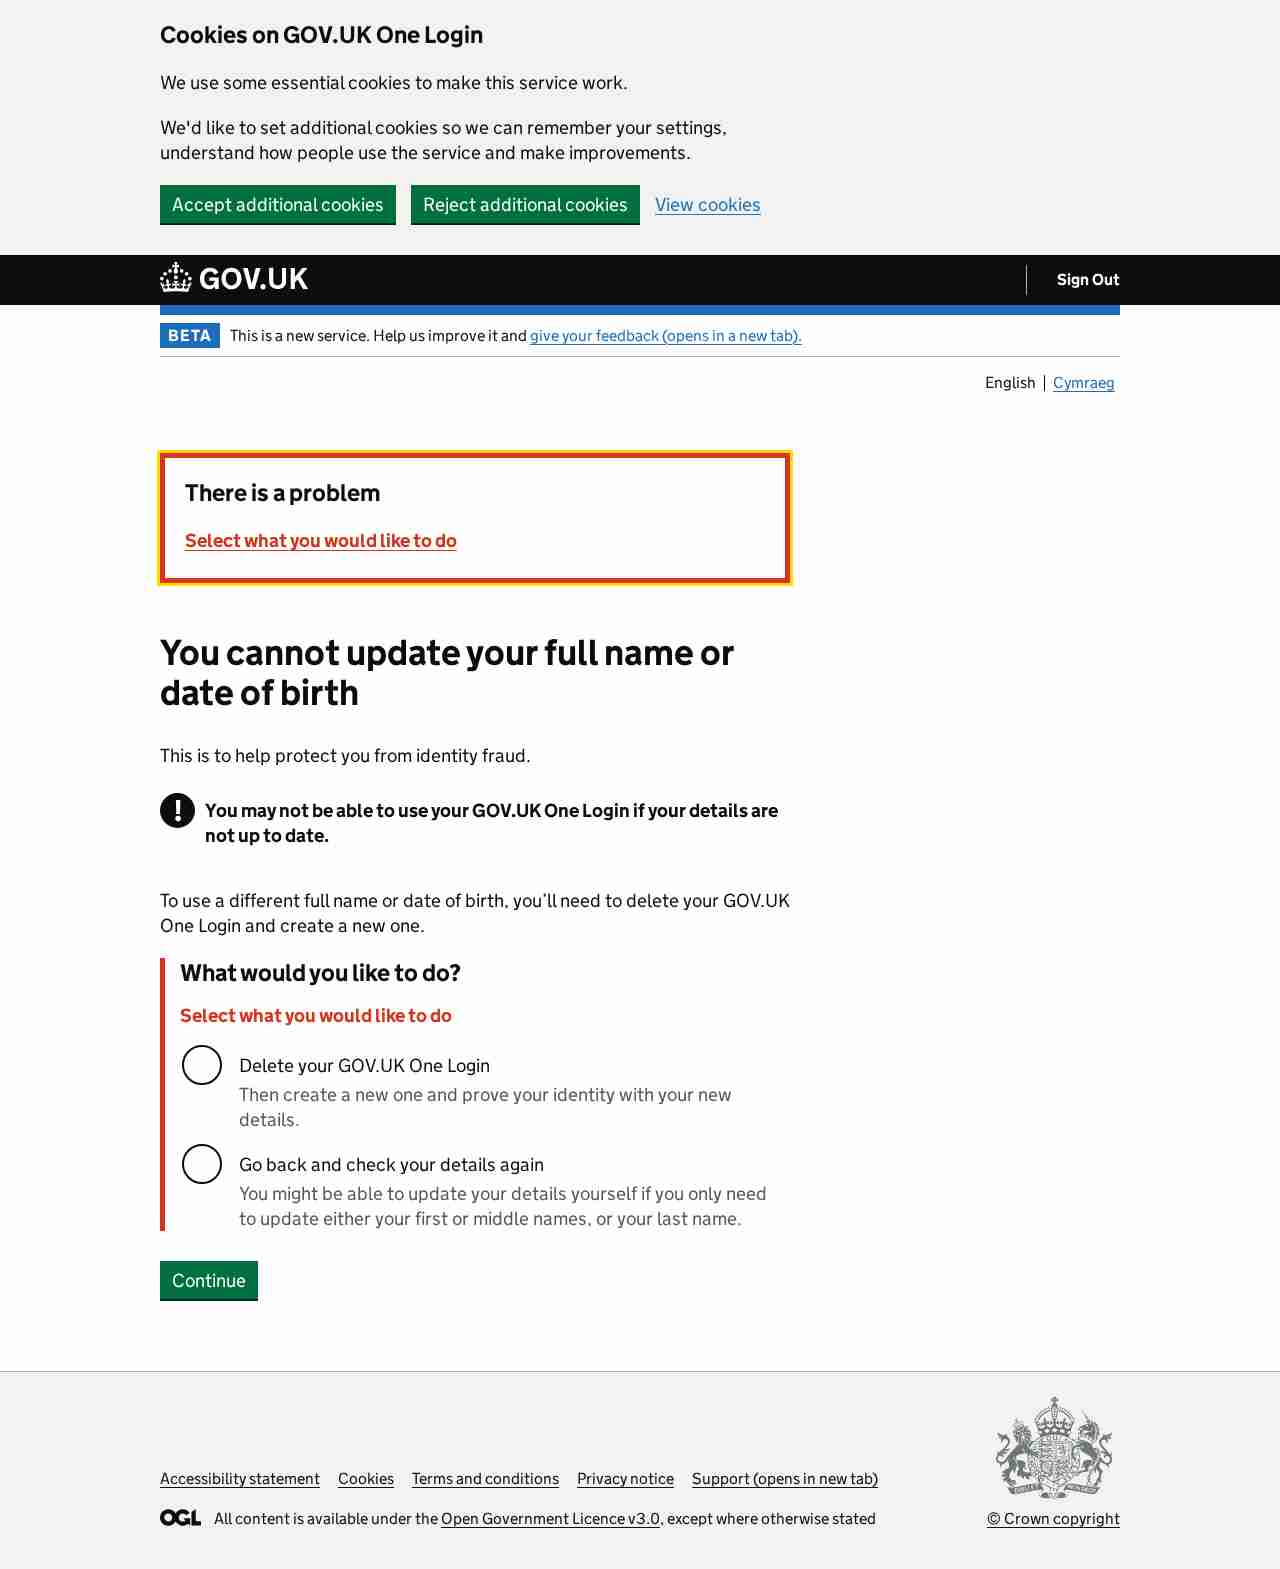 Cookies on GOV.UK One Login
We use some essential cookies to make this service work.
We'd like to set additional cookies so we can remember your settings,
understand how people use the service and make improvements.
Accept additional cookies Reject additional cookies View cookies
GOV.UK Sign Out
BETA This is a new service. Help us improve it and give your feedback (opens in a new tab).
English Cymraeg
There is a problem
Select what you would like to do
You cannot update your full name or
date of birth
This is to help protect you from identity fraud.
! You may not be able to use your GOV.UK One Login if your details are
not up to date.
To use a different full name or date of birth, you’ll need to delete your GOV.UK
One Login and create a new one.
What would you like to do?
Select what you would like to do
Delete your GOV.UK One Login
Then create a new one and prove your identity with your new
details.
Go back and check your details again
You might be able to update your details yourself if you only need
to update either your first or middle names, or your last name.
Continue
Accessibility statement Cookies Terms and conditions Privacy notice Support (opens in new tab)
OGL All content is available under the Open Government Licence v3.0, except where otherwise stated
© Crown copyright